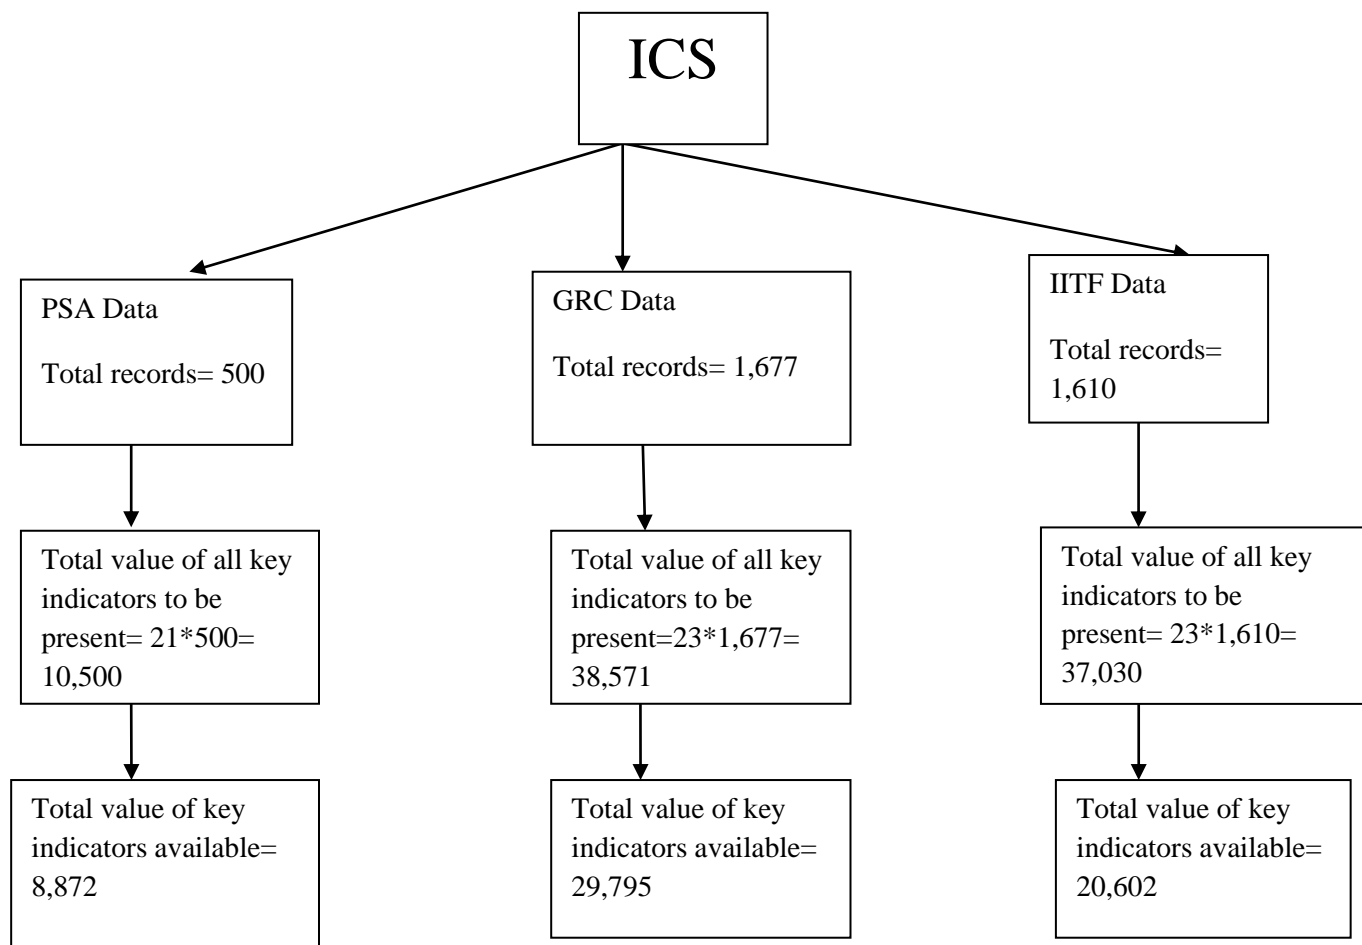 ICS
PSA Data
Total records= 500
GRC Data
Total records= 1,677
IITF Data
Total records=
1,610
Total value of all key
indicators to be
present= 21*500=
10,500
Total value of all key
indicators to be
present=23*1,677=
38,571
Total value of all key
indicators to be
present= 23*1,610=
37,030
Total value of key
indicators available=
8,872
Total value of key
indicators available=
29,795
Total value of key
indicators available=
20,602